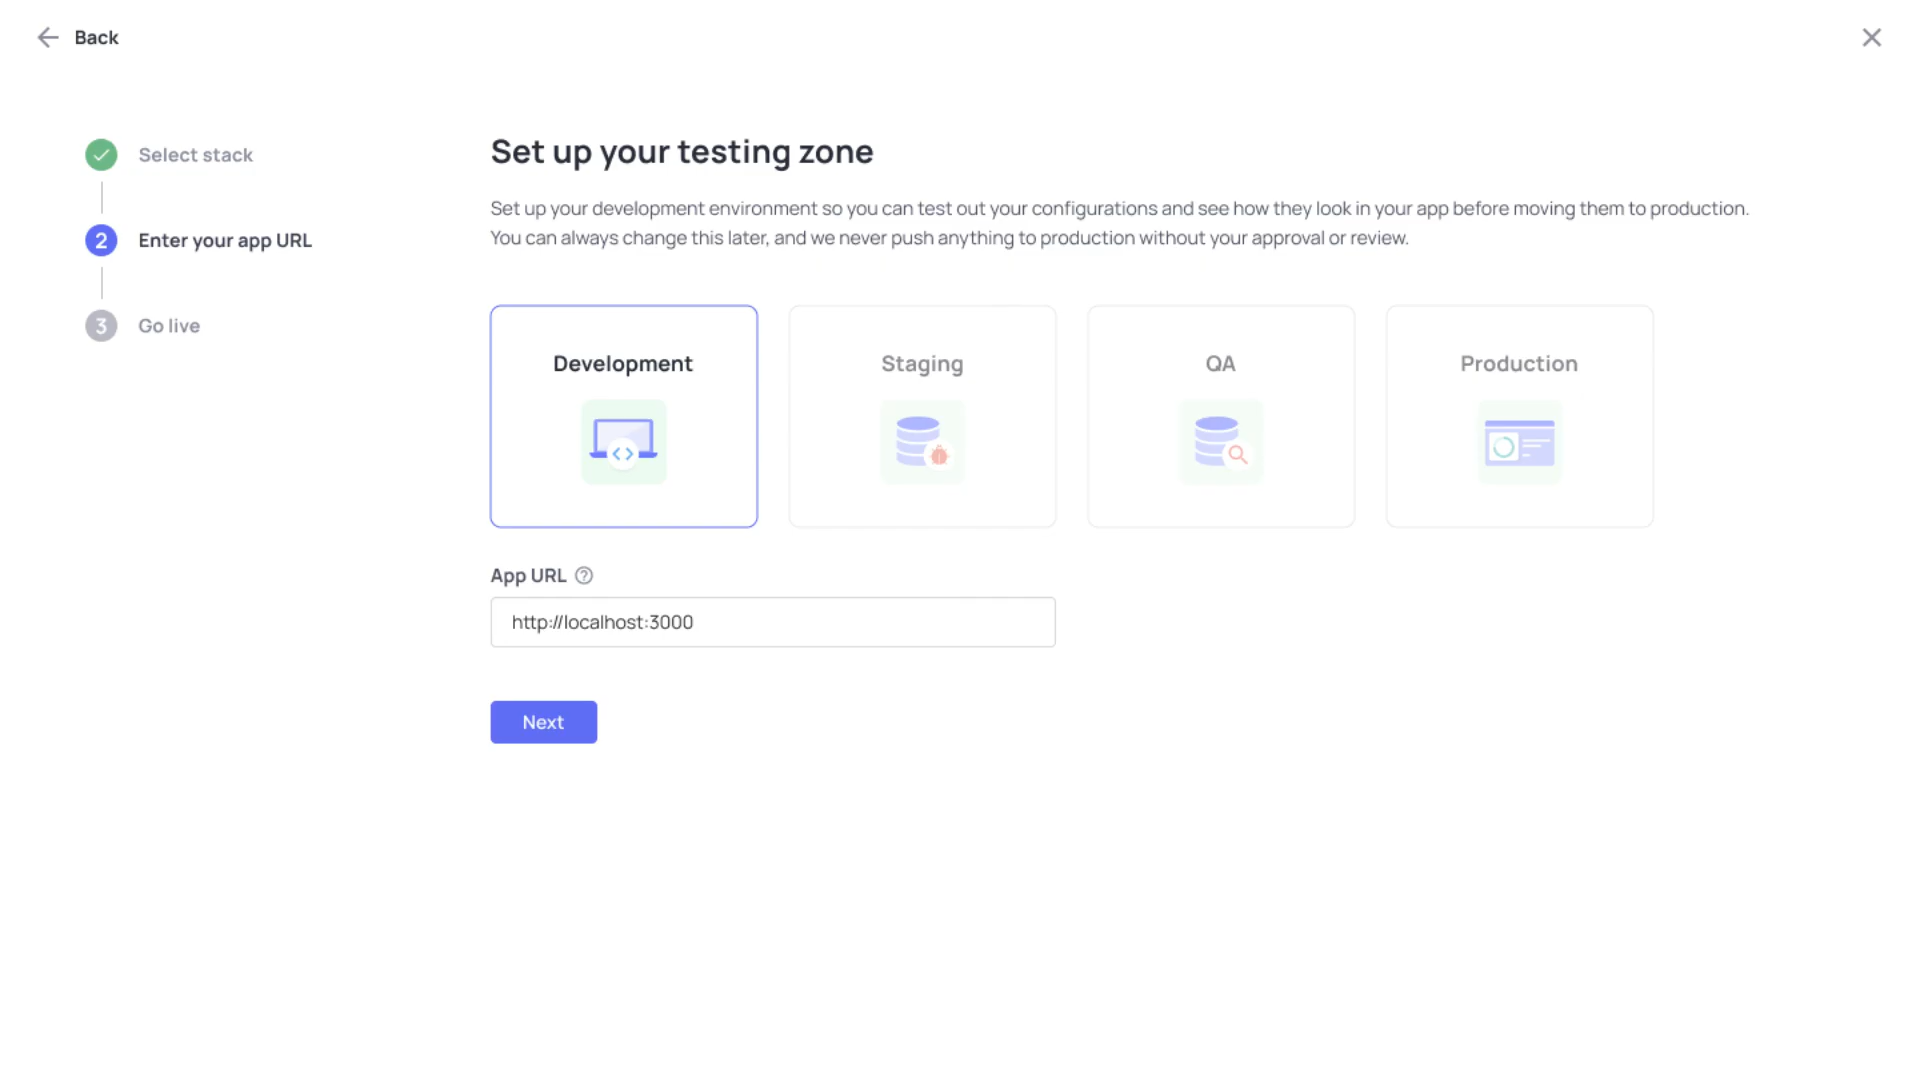 Back
Select stack
2
Enter your app URL
3
Go live
Set up your testing zone
Set up your development environment so you can test out your configurations and see how they look in your app before moving them to production.
You can always change this later, and we never push anything to production without your approval or review.
Development
Staging
QA
Production
App URL
http://localhost:3000
Next